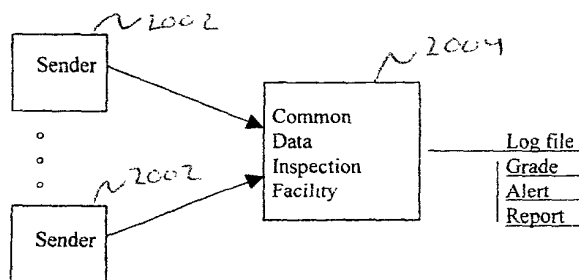 2002
Sender
2004
Common
Data
Inspection
Facility
Log file
Grade
Alert
Report
2002
Sender